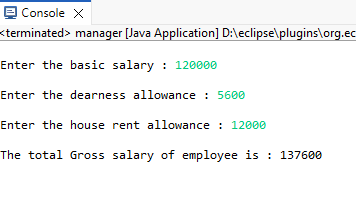 Console
<terminated> manager [Java Application] D:\eclipse\plugins\org.ec
Enter the basic salary : 120000
Enter the dearness allowance : 5600
Enter the house rent allowance : 12000
The total Gross salary of employee is : 137600